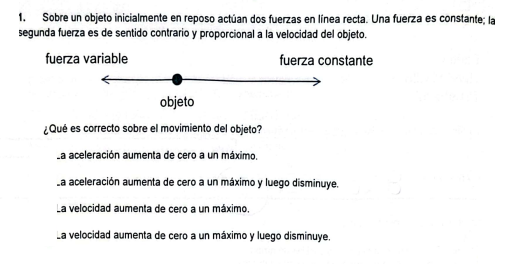 1. Sobre un objeto inicialmente en reposo actúan dos fuerzas en línea recta. Una fuerza es constante; la
segunda fuerza es de sentido contrario y proporcional a la velocidad del objeto.
fuerza variable fuerza constante
objeto
¿Qué es correcto sobre el movimiento del objeto?
La aceleración aumenta de cero a un máximo.
La aceleración aumenta de cero a un máximo y luego disminuye.
La velocidad aumenta de cero a un máximo.
La velocidad aumenta de cero a un máximo y luego disminuye.